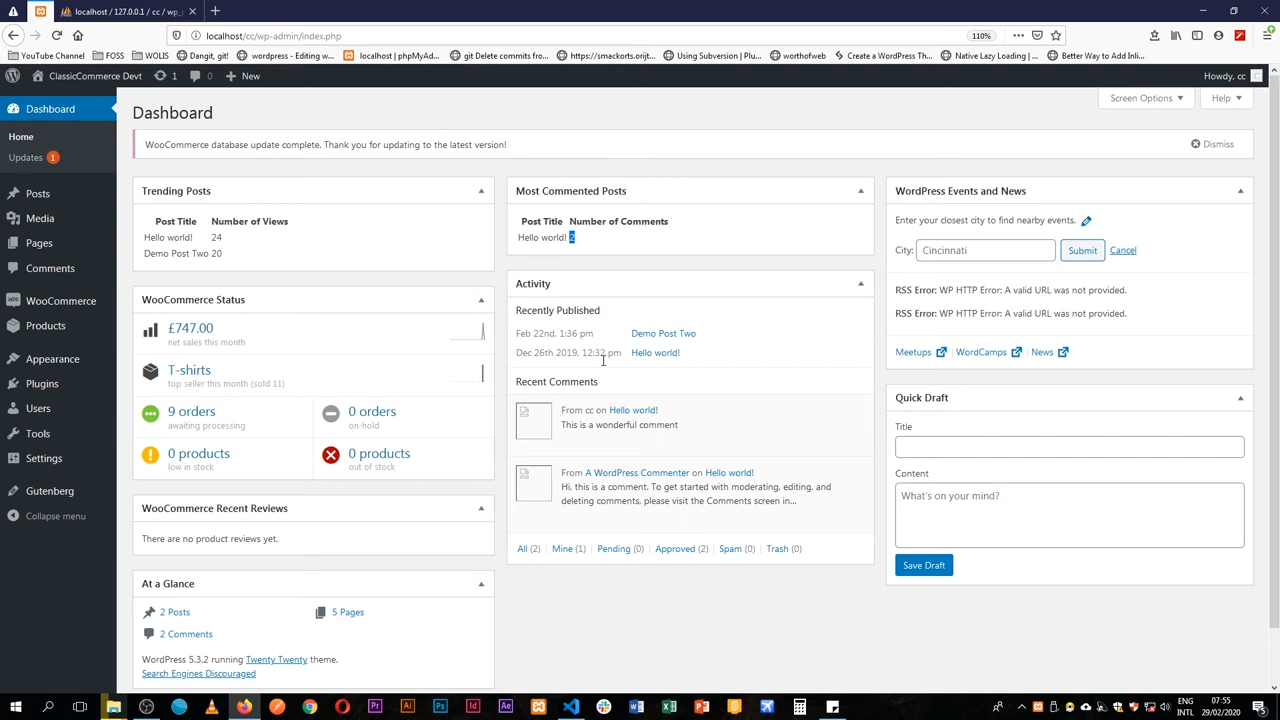 localhost / 127.0.0.1 / cc / wp_p
localhost/cc/wp-admin/index.php
110%
YouTube Channel
FOSS
WOLIS
Dangit, git!
wordpress - Editing w...
localhost | phpMyAd...
git Delete commits fro...
https://smackorts.orijt...
Using Subversion | Plu...
worthofweb
Create a WordPress Th...
Native Lazy Loading | ...
Better Way to Add Inli...
ClassicCommerce Devt
1
0
New
Howdy, cc
Dashboard
Home
Updates 1
Posts
Media
Pages
Comments
WooCommerce
Products
Appearance
Plugins
Users
Tools
Settings
Gutenberg
Collapse menu
Dashboard
Screen Options
Help
WooCommerce database update complete. Thank you for updating to the latest version!
Dismiss
Trending Posts
Post Title Number of Views
Hello world! 24
Demo Post Two 20
WooCommerce Status
£747.00
net sales this month
T-shirts
top seller this month (sold 11)
9 orders
awaiting processing
0 orders
on-hold
0 products
low in stock
0 products
out of stock
WooCommerce Recent Reviews
There are no product reviews yet.
At a Glance
2 Posts
5 Pages
2 Comments
WordPress 5.3.2 running Twenty Twenty theme.
Search Engines Discouraged
Most Commented Posts
Post Title Number of Comments
Hello world! 2
Activity
Recently Published
Feb 22nd, 1:36 pm Demo Post Two
Dec 26th 2019, 12:32 pm Hello world!
Recent Comments
From cc on Hello world!
This is a wonderful comment
From A WordPress Commenter on Hello world!
Hi, this is a comment. To get started with moderating, editing, and
deleting comments, please visit the Comments screen in...
All (2) Mine (1) Pending (0) Approved (2) Spam (0) Trash (0)
WordPress Events and News
Enter your closest city to find nearby events.
City: Cincinnati Submit Cancel
RSS Error: WP HTTP Error: A valid URL was not provided.
RSS Error: WP HTTP Error: A valid URL was not provided.
Meetups WordCamps News
Quick Draft
Title
Content
What's on your mind?
Save Draft
Pr
Ai
Ps
Id
Ae
ENG
INTL
07:55
29/02/2020